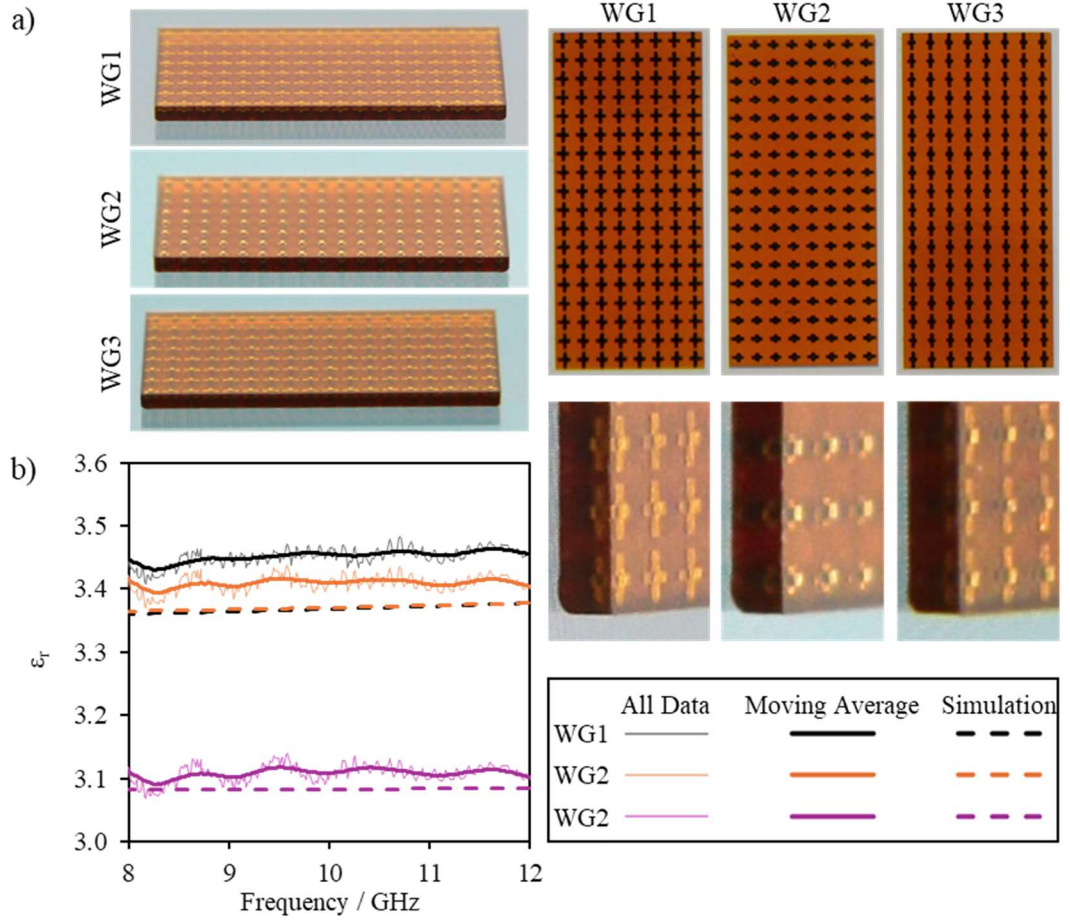 a)
WG1
WG2
WG3
WG1 WG2 WG3
b)
3.6
3.5
3.4
3.3
3.2
3.1
3.0
εr
8 9 10 11 12
Frequency / GHz
All Data Moving Average Simulation
WG1
WG2
WG2